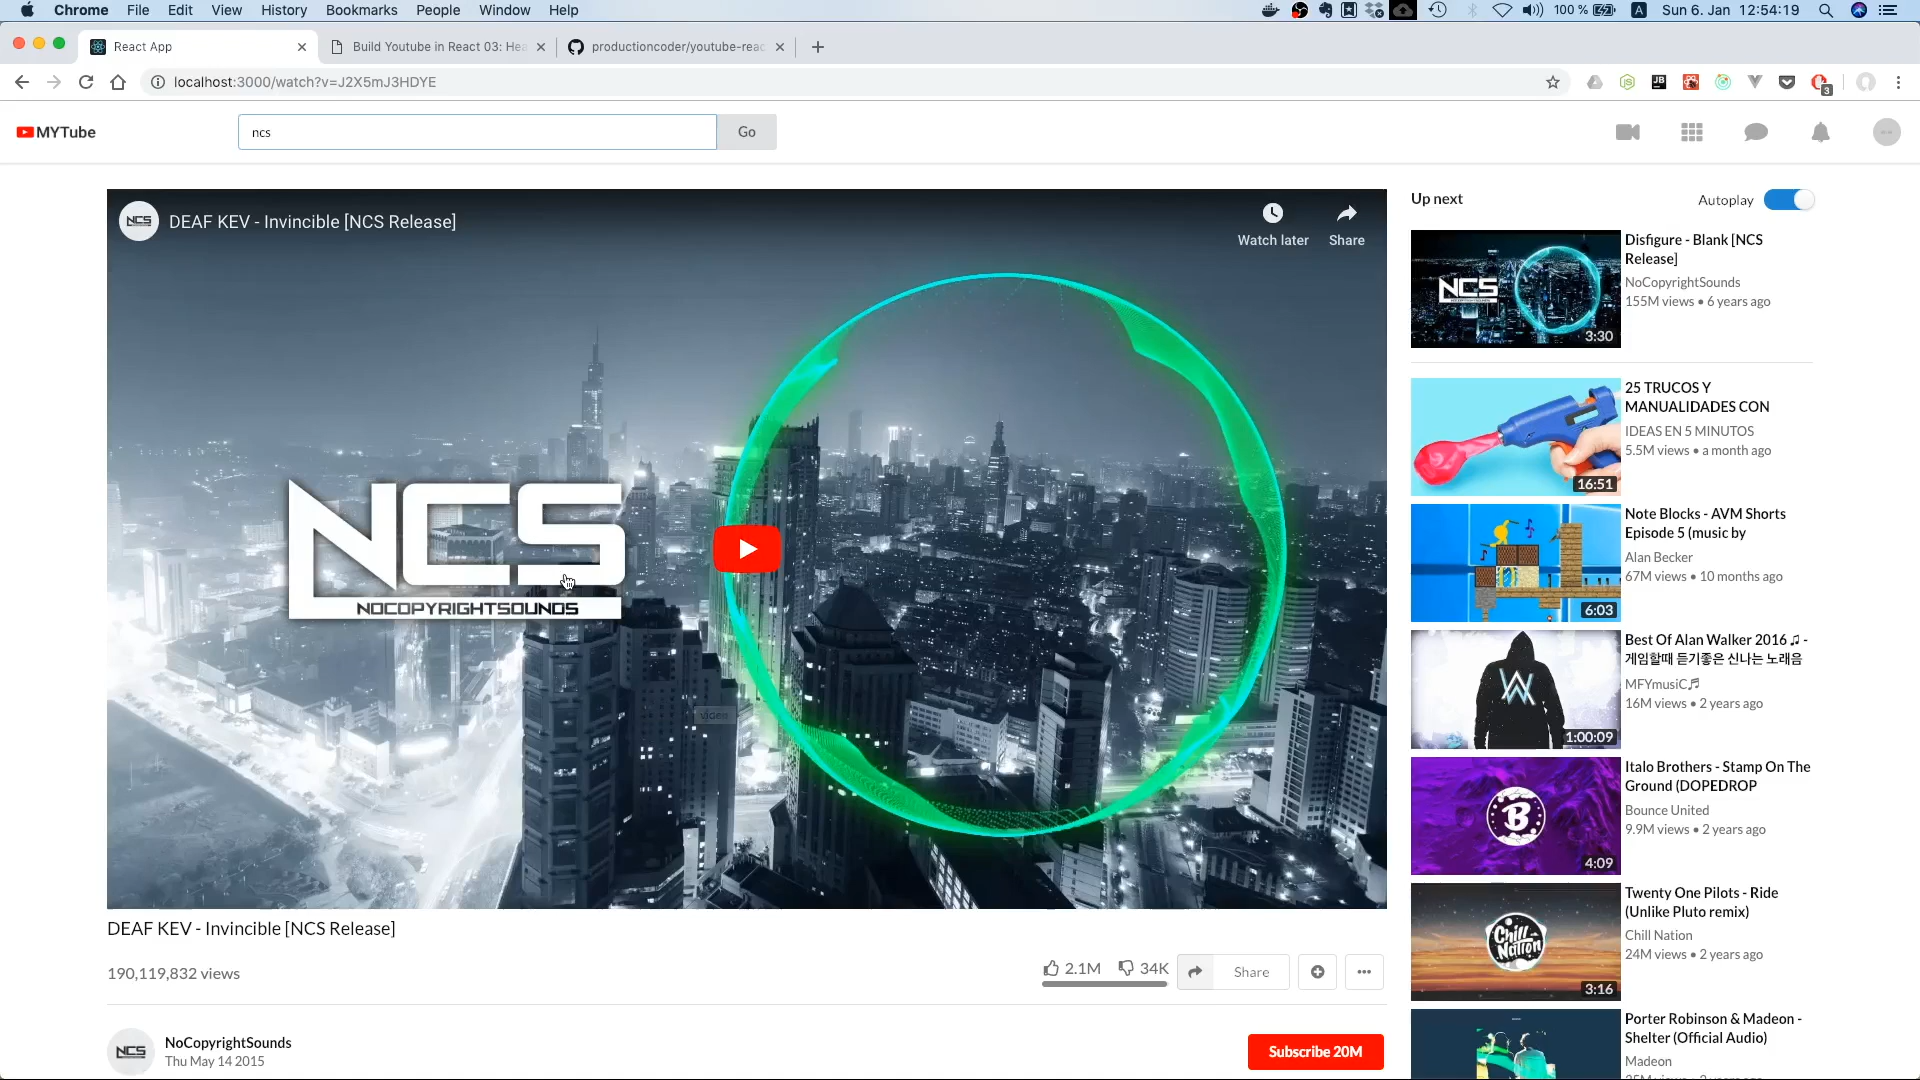 Chrome File Edit View History Bookmarks People Window Help
100 % A Sun 6. Jan 12:54:19
React App
Build Youtube in React 03: Hea
productioncoder/youtube-reac
localhost:3000/watch?v=J2X5mJ3HDYE
JB
3
MYTube
ncs
Go
NCS
DEAF KEV - Invincible [NCS Release]
Watch later
Share
NCS
NOCOPYRIGHTSOUNDS
video
DEAF KEV - Invincible [NCS Release]
190,119,832 views
2.1M
34K
Share
NCS
NoCopyrightSounds
Thu May 14 2015
Subscribe 20M
Up next
Autoplay
NCS
3:30
Disfigure - Blank [NCS
Release]
NoCopyrightSounds
155M views • 6 years ago
16:51
25 TRUCOS Y
MANUALIDADES CON
IDEAS EN 5 MINUTOS
5.5M views • a month ago
6:03
Note Blocks - AVM Shorts
Episode 5 (music by
Alan Becker
67M views • 10 months ago
1:00:09
Best Of Alan Walker 2016 ♫ -
게임할때 듣기좋은 신나는 노래음
MFYmusiC♬
16M views • 2 years ago
B
4:09
Italo Brothers - Stamp On The
Ground (DOPEDROP
Bounce United
9.9M views • 2 years ago
Chill
Nation
3:16
Twenty One Pilots - Ride
(Unlike Pluto remix)
Chill Nation
24M views • 2 years ago
Porter Robinson & Madeon -
Shelter (Official Audio)
Madeon